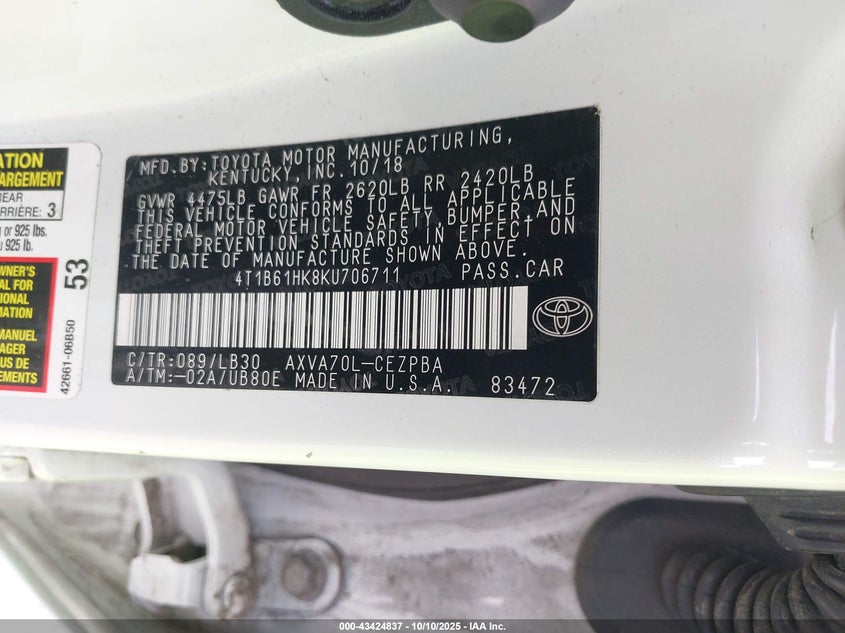 MFD.BY:TOYOTA MOTOR MANUFACTURING,
KENTUCKY, INC. 10/18
GVWR 4475LB GAWR FR 2620LB RR 2420LB
THIS VEHICLE CONFORMS TO ALL APPLICABLE
FEDERAL MOTOR VEHICLE SAFETY, BUMPER,AND
THEFT PREVENTION STANDARDS IN EFFECT ON
THE DATE OF MANUFACTURE SHOWN ABOVE.
4T1B61HK8KU706711 PASS.CAR
C/TR:089/LB30 AXVA70L-CEZPBA
A/TM:-02A/UB80E MADE IN U.S.A. 83472
ATION
ARGEMENT
REAR
ARRIÈRE: 3
g or 925 lbs.
u 925 lb.
53
OWNER'S
AL FOR
ONAL
MATION
MANUEL
AGER
US DE
EMENTS
42661-06B50
000-43424837 - 10/10/2025 - IAA Inc.